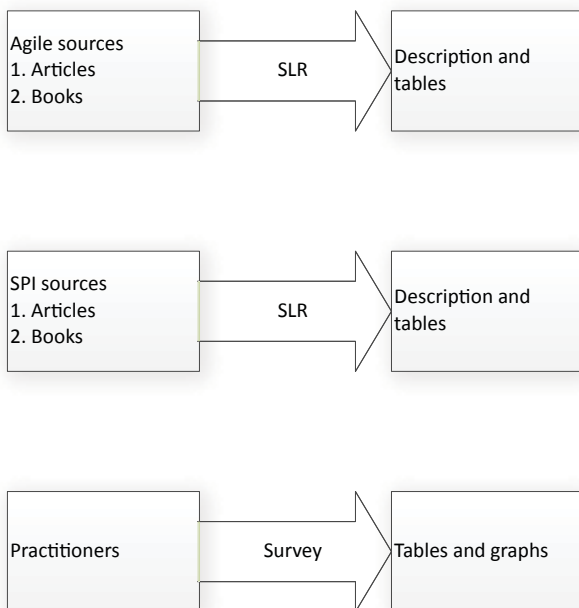 Agile sources
1. Articles
2. Books
SLR
Description and
tables
SPI sources
1. Articles
2. Books
SLR
Description and
tables
Practitioners
Survey
Tables and graphs